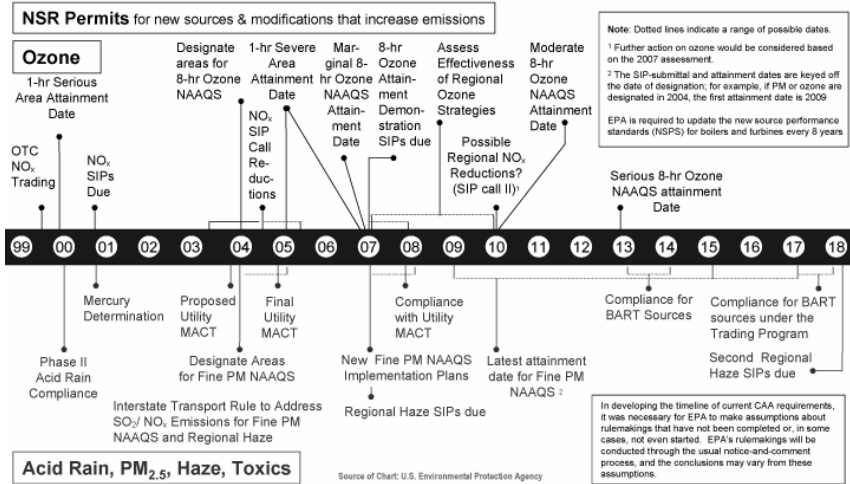 NSR Permits for new sources & modifications that increase emissions
Ozone
1-hr Serious
Area Attainment
Date
OTC
NOₓ
Trading
NOₓ
SIPs
Due
Designate
areas for
8-hr Ozone
NAAQS
1-hr Severe
Area
Attainment
Date
NOₓ
SIP
Call
Re-
duc-
tions
Mar-
ginal 8-
hr Ozone
NAAQS
Attain-
ment
Date
8-hr
Ozone
Attain-
ment
Demon-
stration
SIPs due
Assess
Effectiveness
of Regional
Ozone
Strategies
Possible
Regional NOₓ
Reductions?
(SIP call II)¹
Moderate
8-hr
Ozone
NAAQS
Attainment
Date
Serious 8-hr Ozone
NAAQS attainment
Date
Note: Dotted lines indicate a range of possible dates.
¹ Further action on ozone would be considered based
on the 2007 assessment.
² The SIP-submittal and attainment dates are keyed off
the date of designation; for example, if PM or ozone are
designated in 2004, the first attainment date is 2009
EPA is required to update the new source performance
standards (NSPS) for boilers and turbines every 8 years
99 00 01 02 03 04 05 06 07 08 09 10 11 12 13 14 15 16 17 18
Mercury
Determination
Phase II
Acid Rain
Compliance
Proposed
Utility
MACT
Final
Utility
MACT
Designate Areas
for Fine PM NAAQS
Interstate Transport Rule to Address
SO₂/ NOₓ Emissions for Fine PM
NAAQS and Regional Haze
Compliance
with Utility
MACT
New Fine PM NAAQS
Implementation Plans
Regional Haze SIPs due
Latest attainment
date for Fine PM
NAAQS ²
Compliance for
BART Sources
Compliance for BART
sources under the
Trading Program
Second Regional
Haze SIPs due
Acid Rain, PM₂.₅, Haze, Toxics
Source of Chart: U.S. Environmental Protection Agency
In developing the timeline of current CAA requirements,
it was necessary for EPA to make assumptions about
rulemakings that have not been completed or, in some
cases, not even started. EPA's rulemakings will be
conducted through the usual notice-and-comment
process, and the conclusions may vary from these
assumptions.